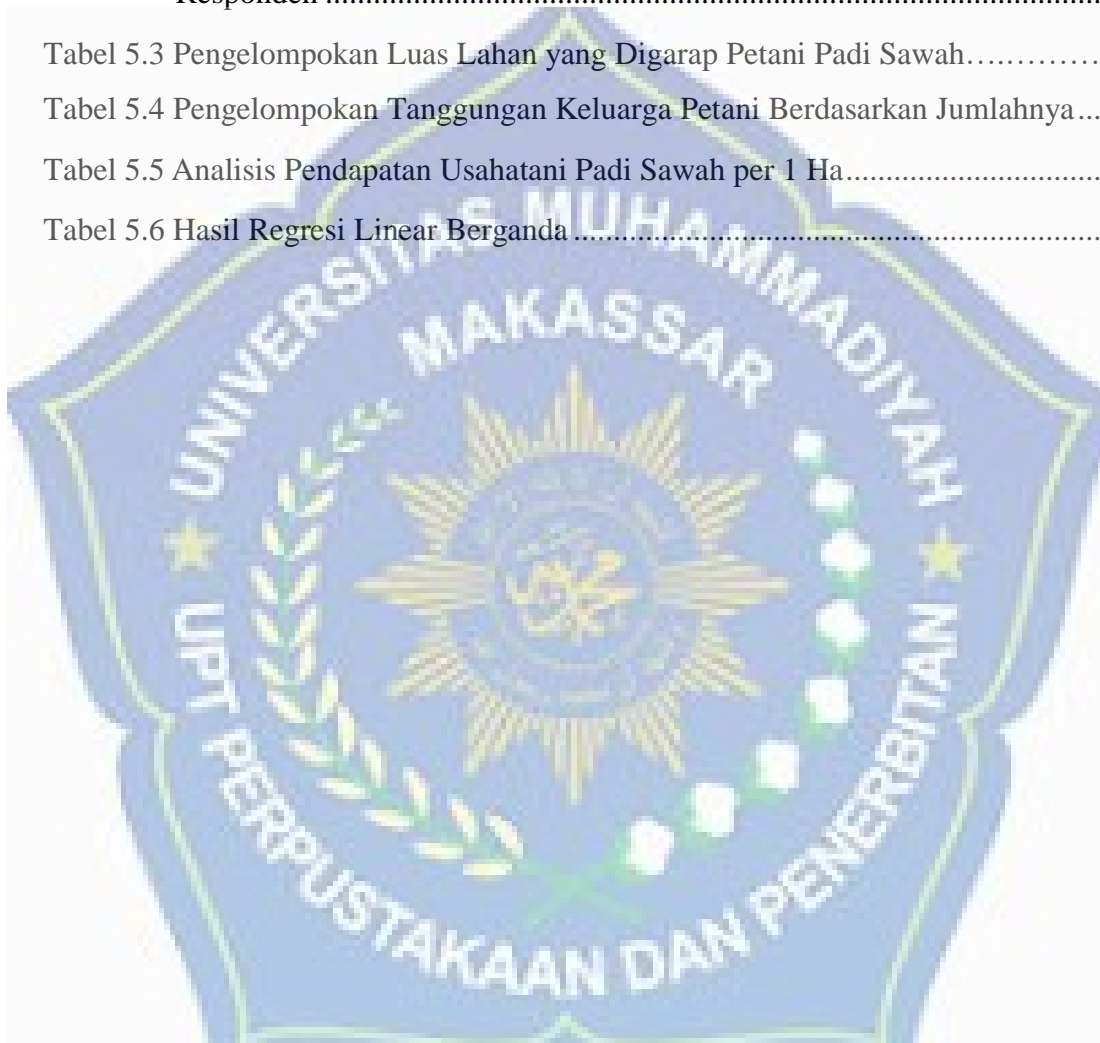 Responden ........................................................................................................
Tabel 5.3 Pengelompokan Luas Lahan yang Digarap Petani Padi Sawah…..………
Tabel 5.4 Pengelompokan Tanggungan Keluarga Petani Berdasarkan Jumlahnya ...
Tabel 5.5 Analisis Pendapatan Usahatani Padi Sawah per 1 Ha .................................
Tabel 5.6 Hasil Regresi Linear Berganda ....................................................................
UNIVERSITAS MUHAMMADIYAH
MAKASSAR
UPT PERPUSTAKAAN DAN PENERBITAN